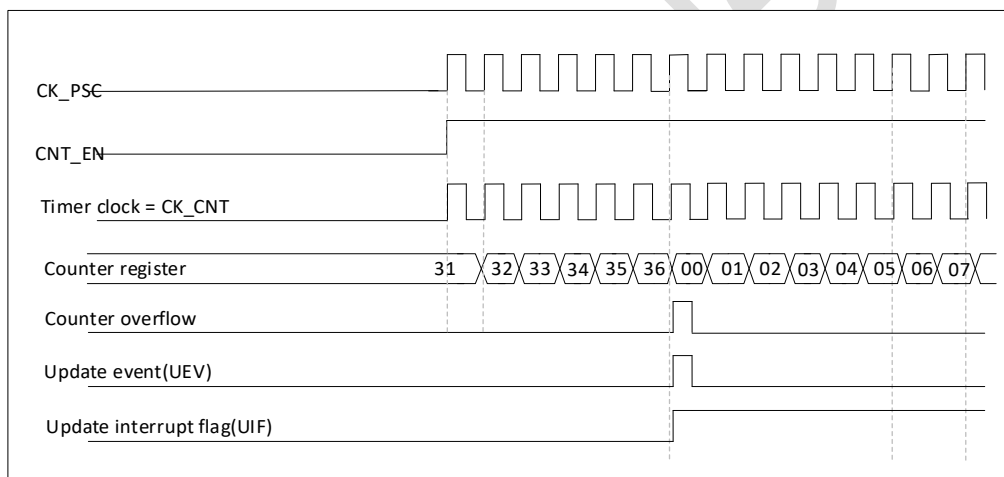 CK_PSC
CNT_EN
Timer clock = CK_CNT
Counter register 31 32 33 34 35 36 00 01 02 03 04 05 06 07
Counter overflow
Update event(UEV)
Update interrupt flag(UIF)